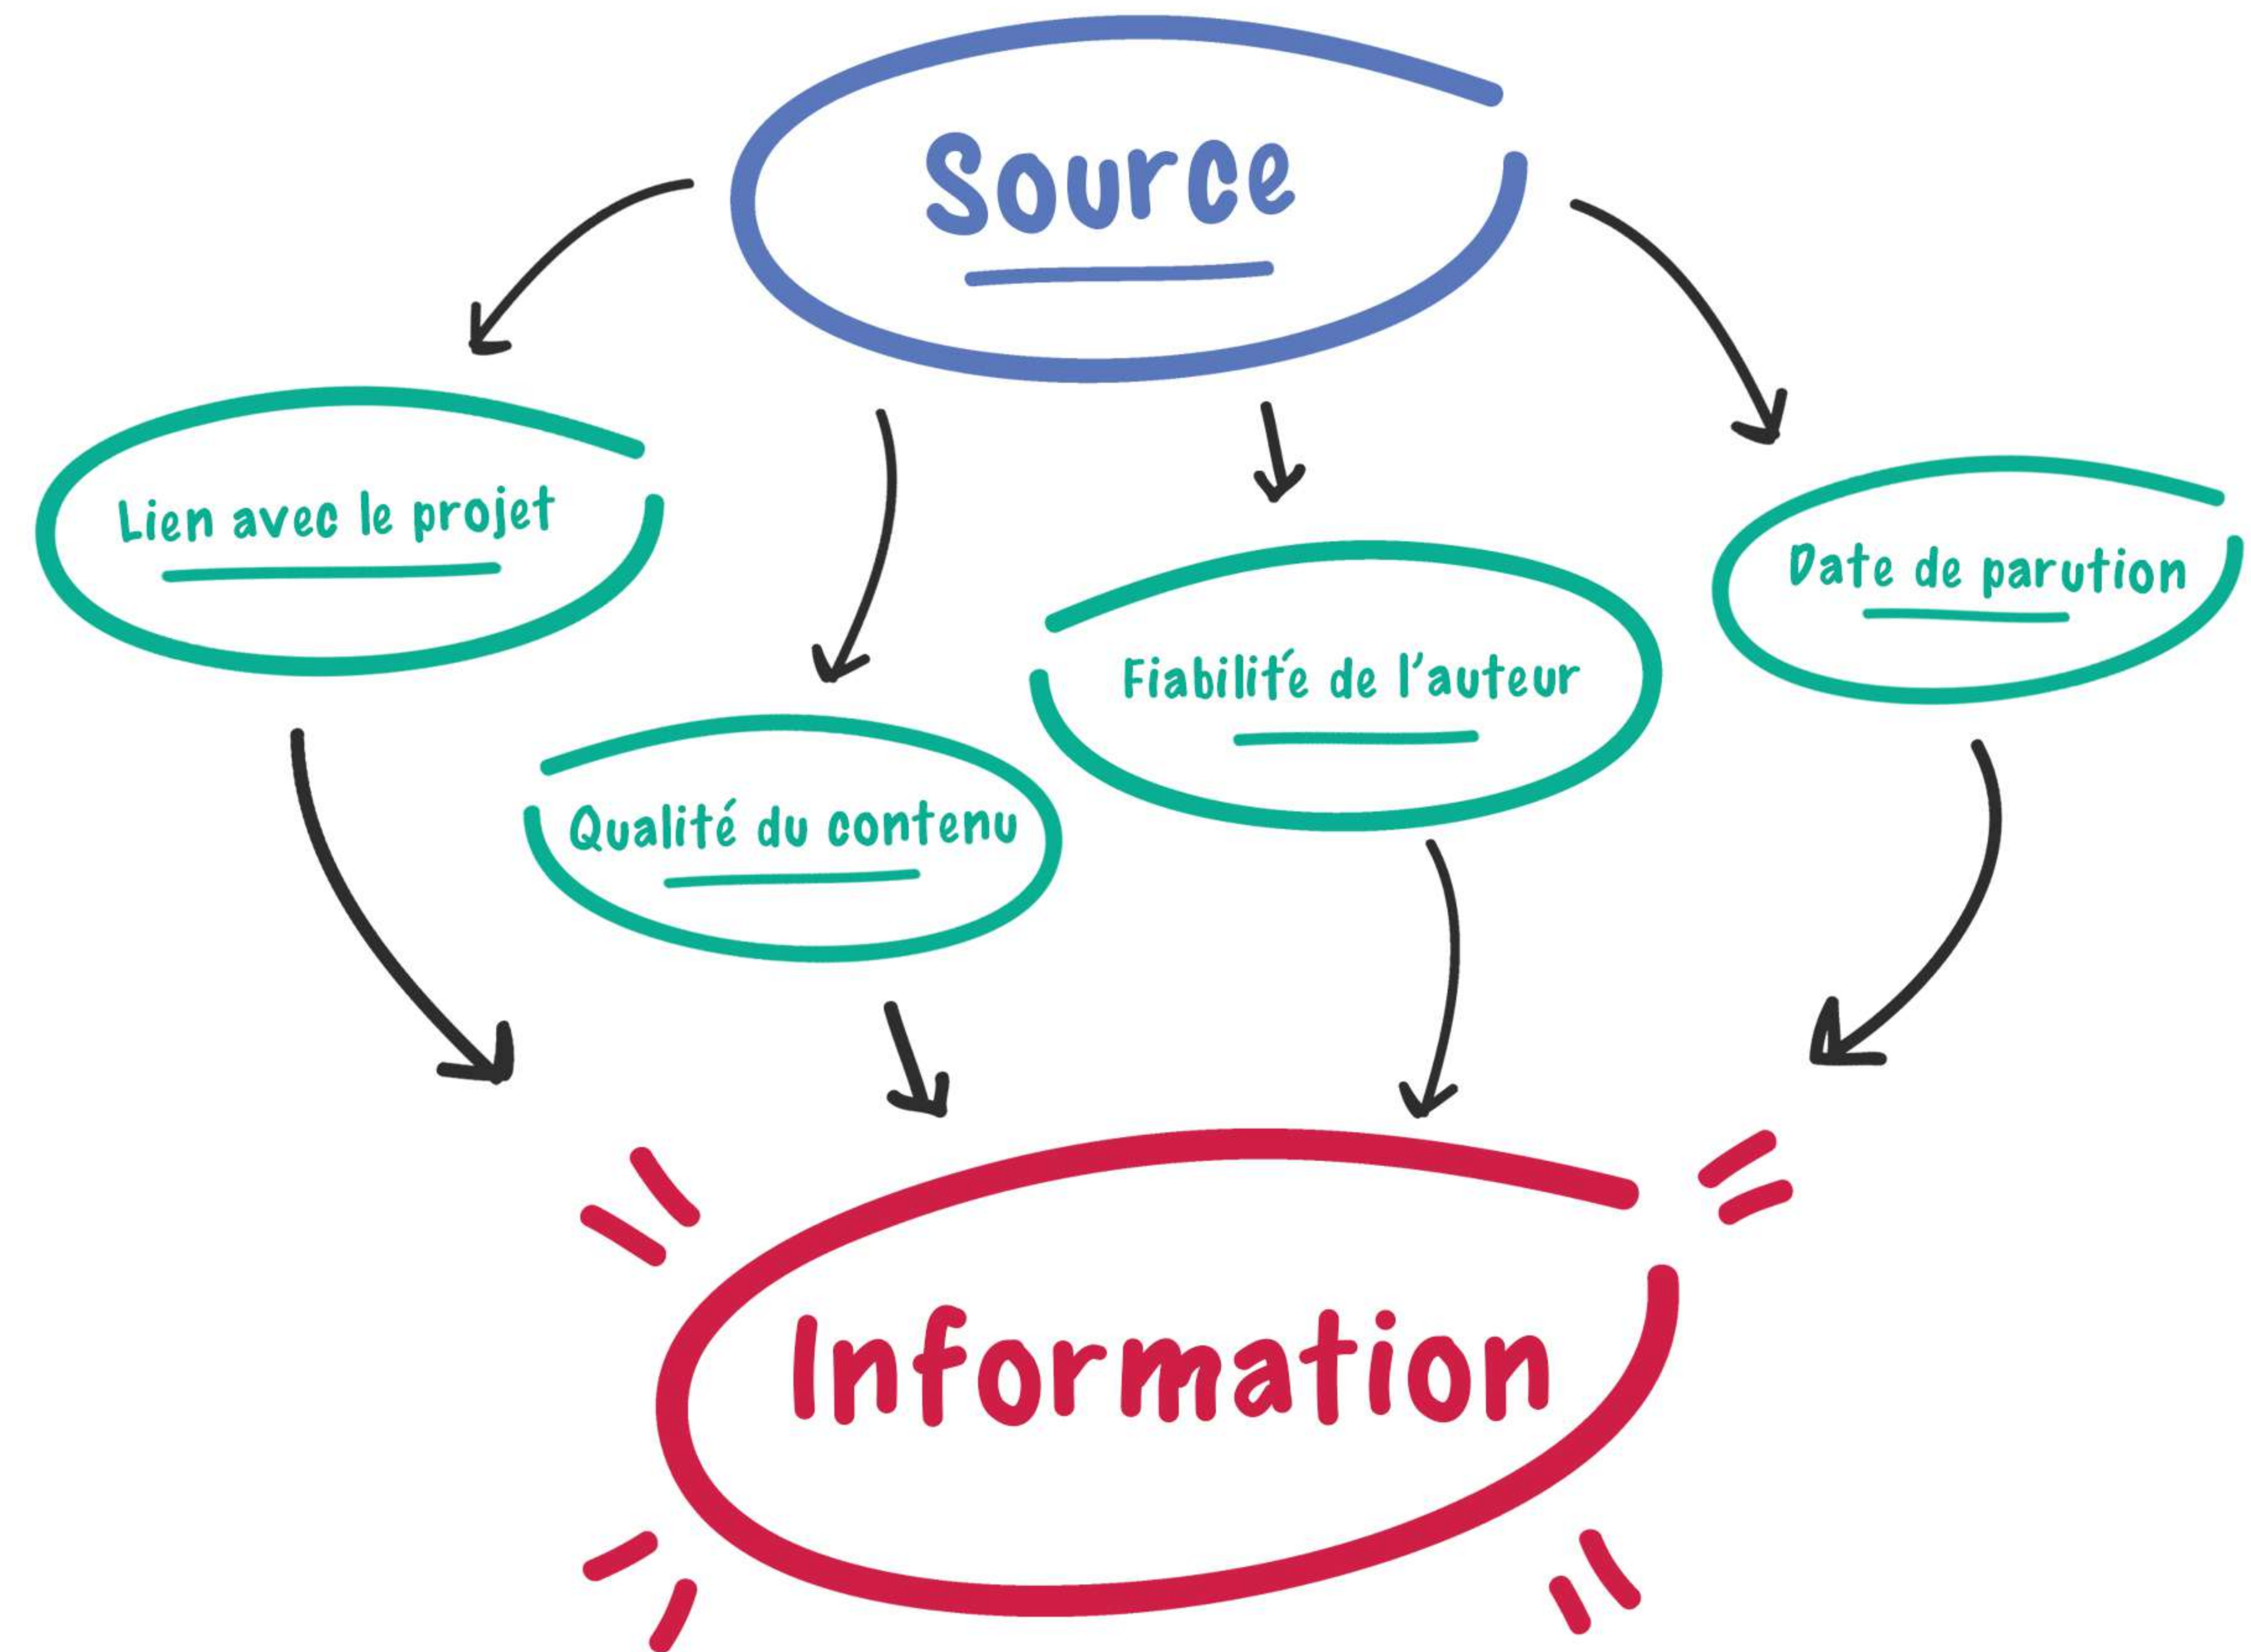 Source
Lien avec le projet
Date de parution
Fiabilité de l'auteur
Qualité du contenu
Information